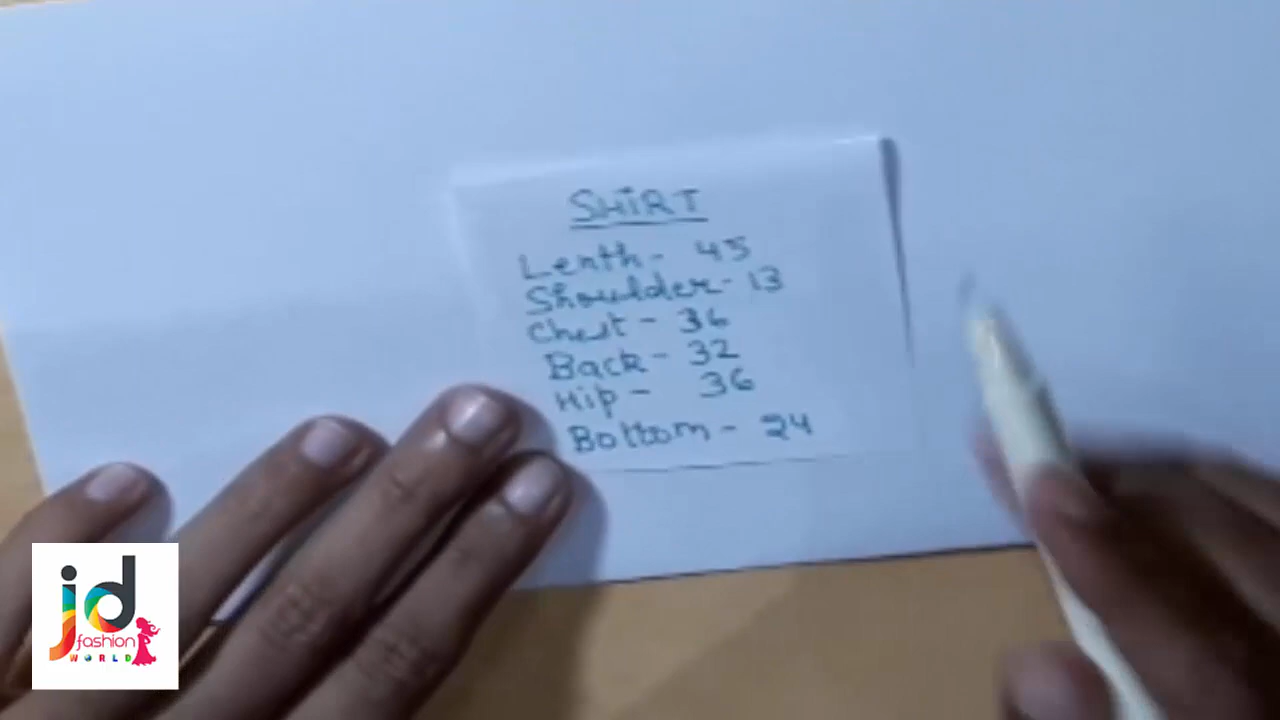 SHIRT
Lenth - 45
Shoulder - 13
Chest - 36
Back - 32
Hip - 36
Bottom - 24
jd
fashion
WORLD